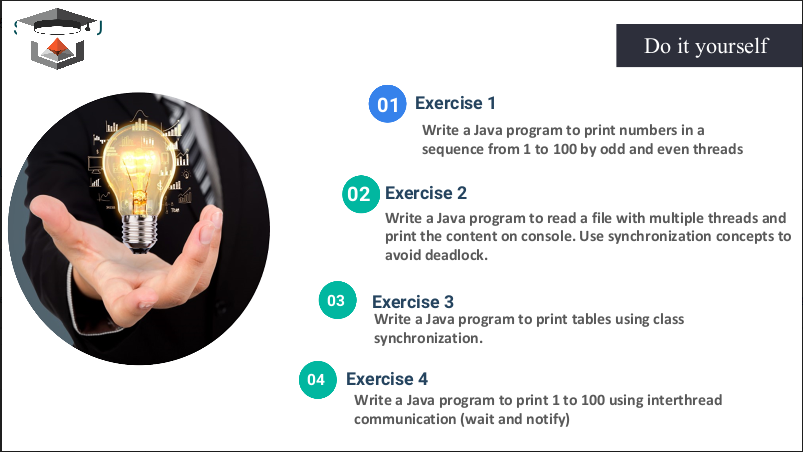 Do it yourself
01 Exercise 1
Write a Java program to print numbers in a
sequence from 1 to 100 by odd and even threads
02 Exercise 2
Write a Java program to read a file with multiple threads and
print the content on console. Use synchronization concepts to
avoid deadlock.
03 Exercise 3
Write a Java program to print tables using class
synchronization.
04 Exercise 4
Write a Java program to print 1 to 100 using interthread
communication (wait and notify)